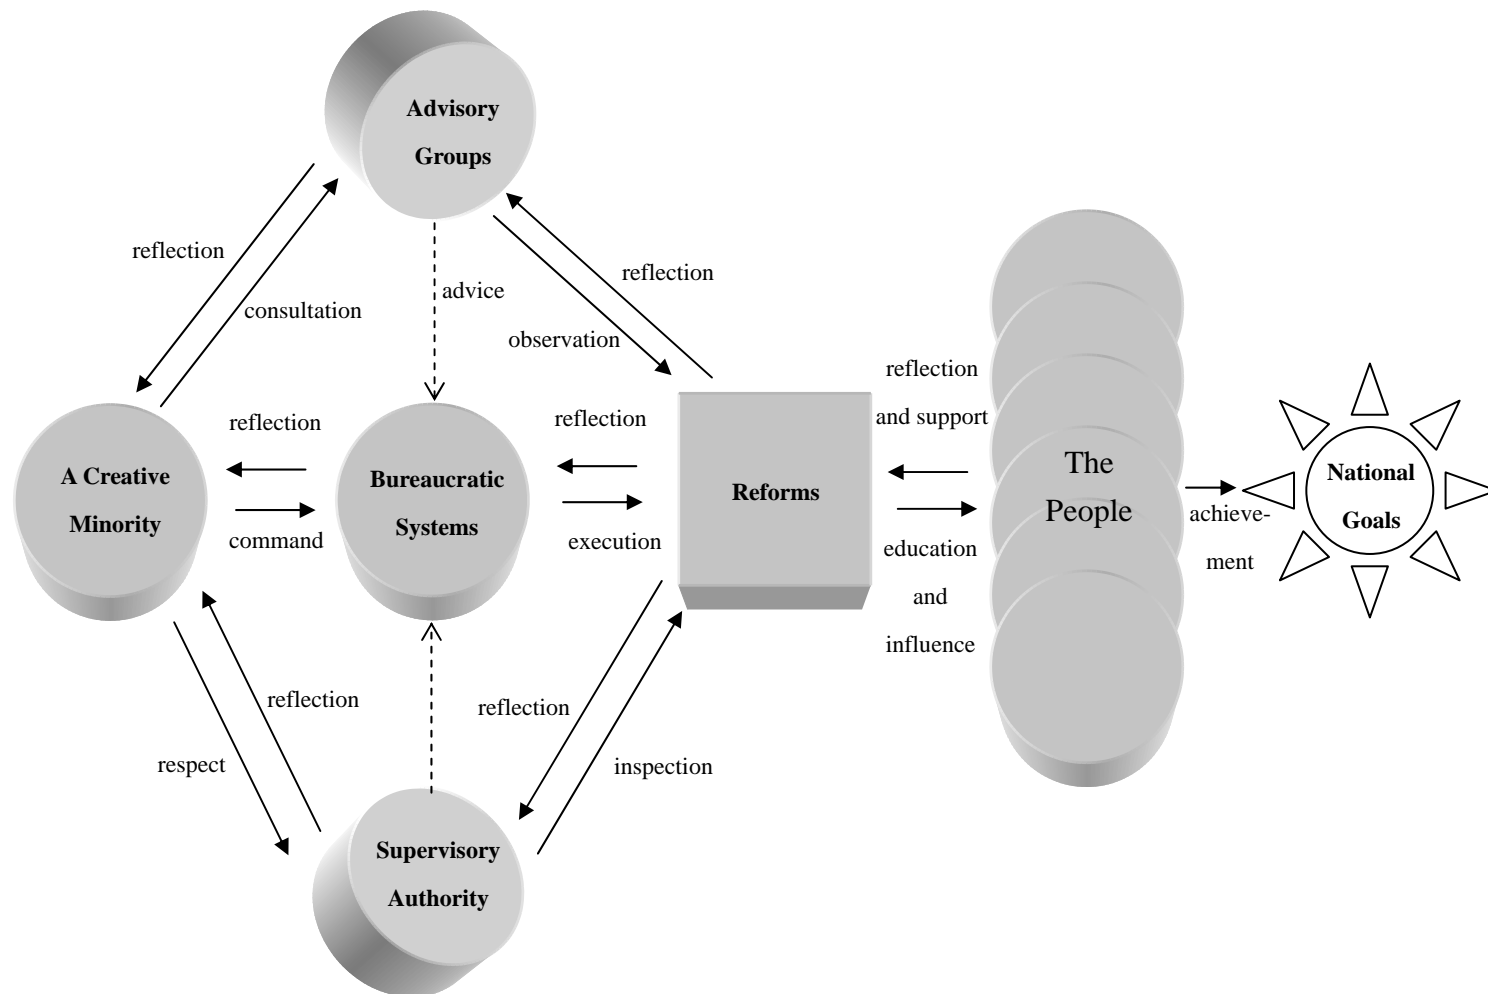 Advisory
Groups
reflection
consultation
advice
reflection
observation
reflection
and support
reflection
reflection
A Creative
Minority
command
Bureaucratic
Systems
execution
Reforms
education
and
influence
The
People
achieve-
ment
National
Goals
reflection
respect
reflection
inspection
Supervisory
Authority